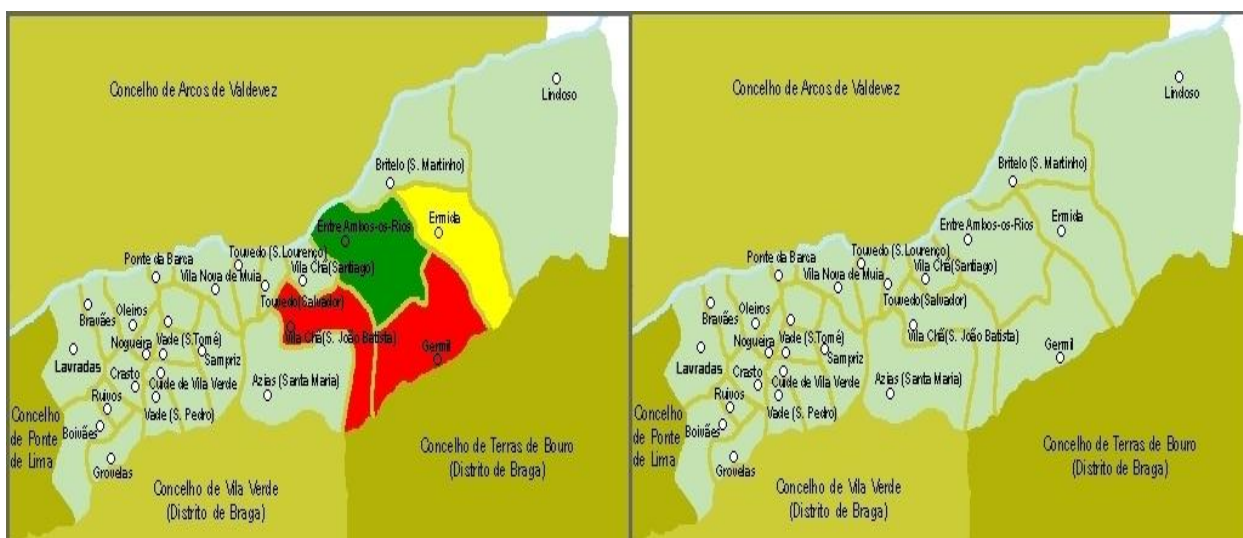 Concelho de Arcos de Valdevez
Lindoso
Britelo (S. Martinho)
Ermida
Entre Ambos-os-Rios
Touvedo (S. Lourenço)
Ponte da Barca
Vila Chã (Santiago)
Vila Nova de Muia
Touvedo (Salvador)
Bravães
Oleiros
Vila Chã (S. João Batista)
Vade (S.Tomé)
Nogueira
Germil
Lavradas
Sampriz
Crasto
Cuide de Vila Verde
Azias (Santa Maria)
Ruivos
Vade (S. Pedro)
Concelho
de Ponte
de Lima
Boivães
Concelho de Terras de Bouro
(Distrito de Braga)
Grovelas
Concelho de Vila Verde
(Distrito de Braga)
Concelho de Arcos de Valdevez
Lindoso
Britelo (S. Martinho)
Ermida
Entre Ambos-os-Rios
Touvedo (S.Lourenço)
Ponte da Barca
Vila Chã (Santiago)
Vila Nova de Muia
Touvedo (Salvador)
Bravães
Oleiros
Vila Chã (S. João Batista)
Vade (S.Tomé)
Nogueira
Germil
Lavradas
Sampriz
Crasto
Cuide de Vila Verde
Azias (Santa Maria)
Ruivos
Vade (S. Pedro)
Concelho
de Ponte
de Lima
Boivães
Concelho de Terras de Bouro
(Distrito de Braga)
Grovelas
Concelho de Vila Verde
(Distrito de Braga)